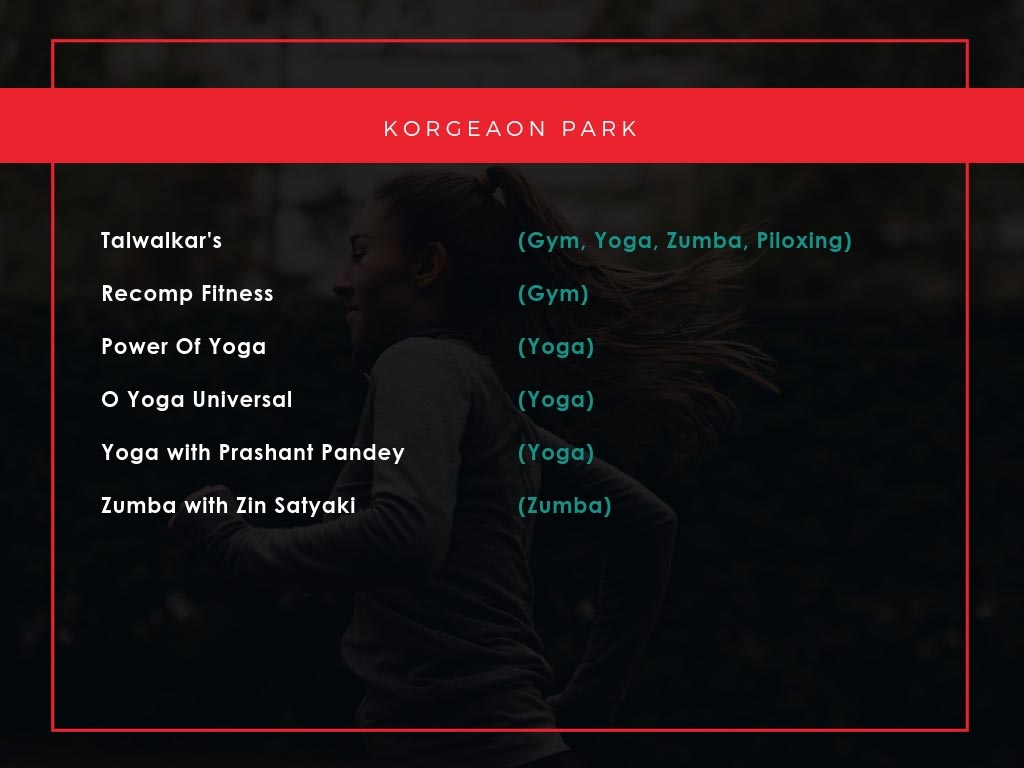 KORGEAON PARK
Talwalkar's (Gym, Yoga, Zumba, Piloxing)
Recomp Fitness (Gym)
Power Of Yoga (Yoga)
O Yoga Universal (Yoga)
Yoga with Prashant Pandey (Yoga)
Zumba with Zin Satyaki (Zumba)